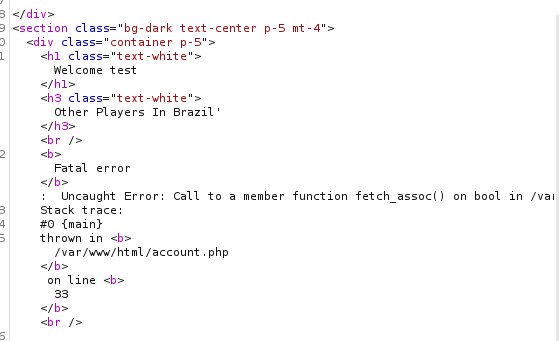 8 </div>
9 <section class="bg-dark text-center p-5 mt-4">
0 <div class="container p-5">
1 <h1 class="text-white">
Welcome test
</h1>
<h3 class="text-white">
Other Players In Brazil'
</h3>
<br />
2 <b>
Fatal error
</b>
: Uncaught Error: Call to a member function fetch_assoc() on bool in /var
3 Stack trace:
4 #0 {main}
5 thrown in <b>
/var/www/html/account.php
</b>
on line <b>
33
</b>
<br />
6